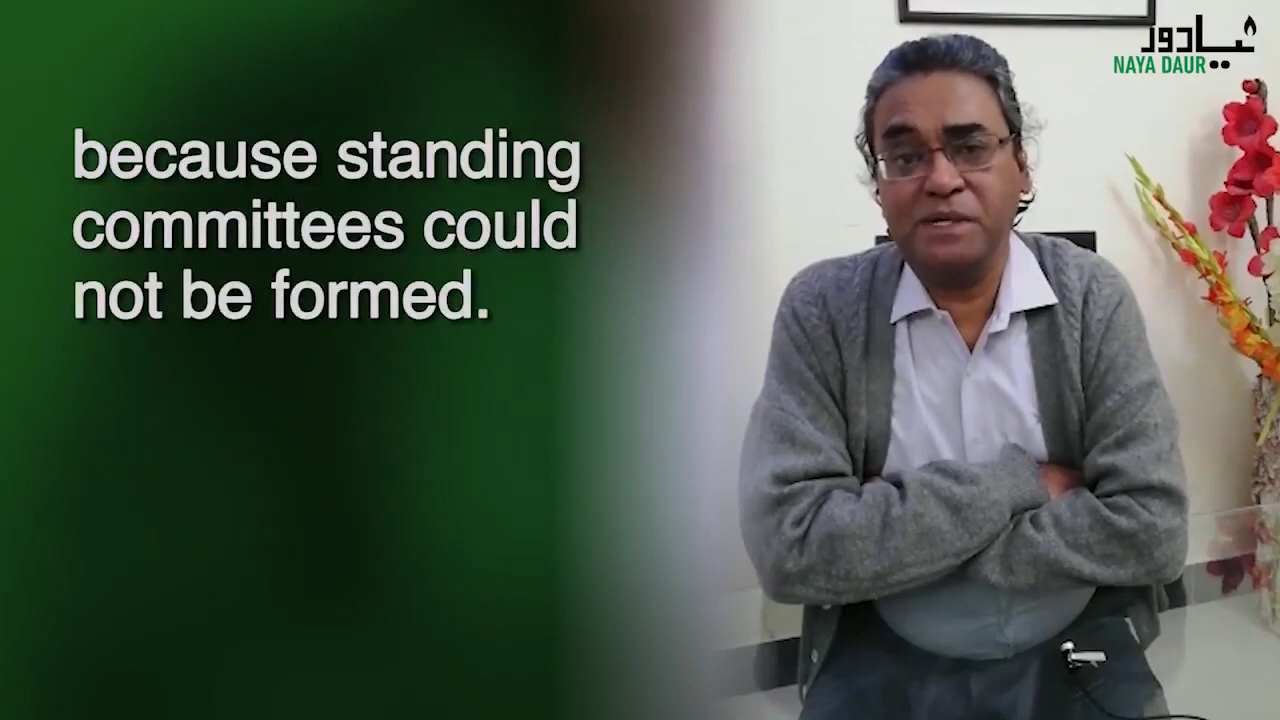 نیا دور
NAYA DAUR
because standing
committees could
not be formed.